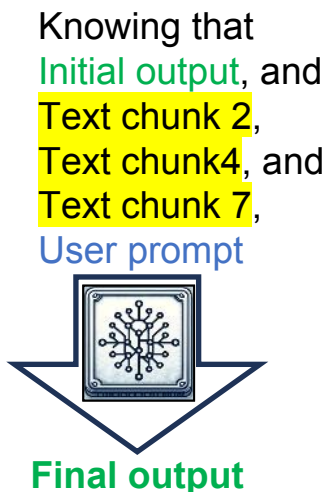 Knowing that
Initial output, and
Text chunk 2,
Text chunk4, and
Text chunk 7,
User prompt
Final output